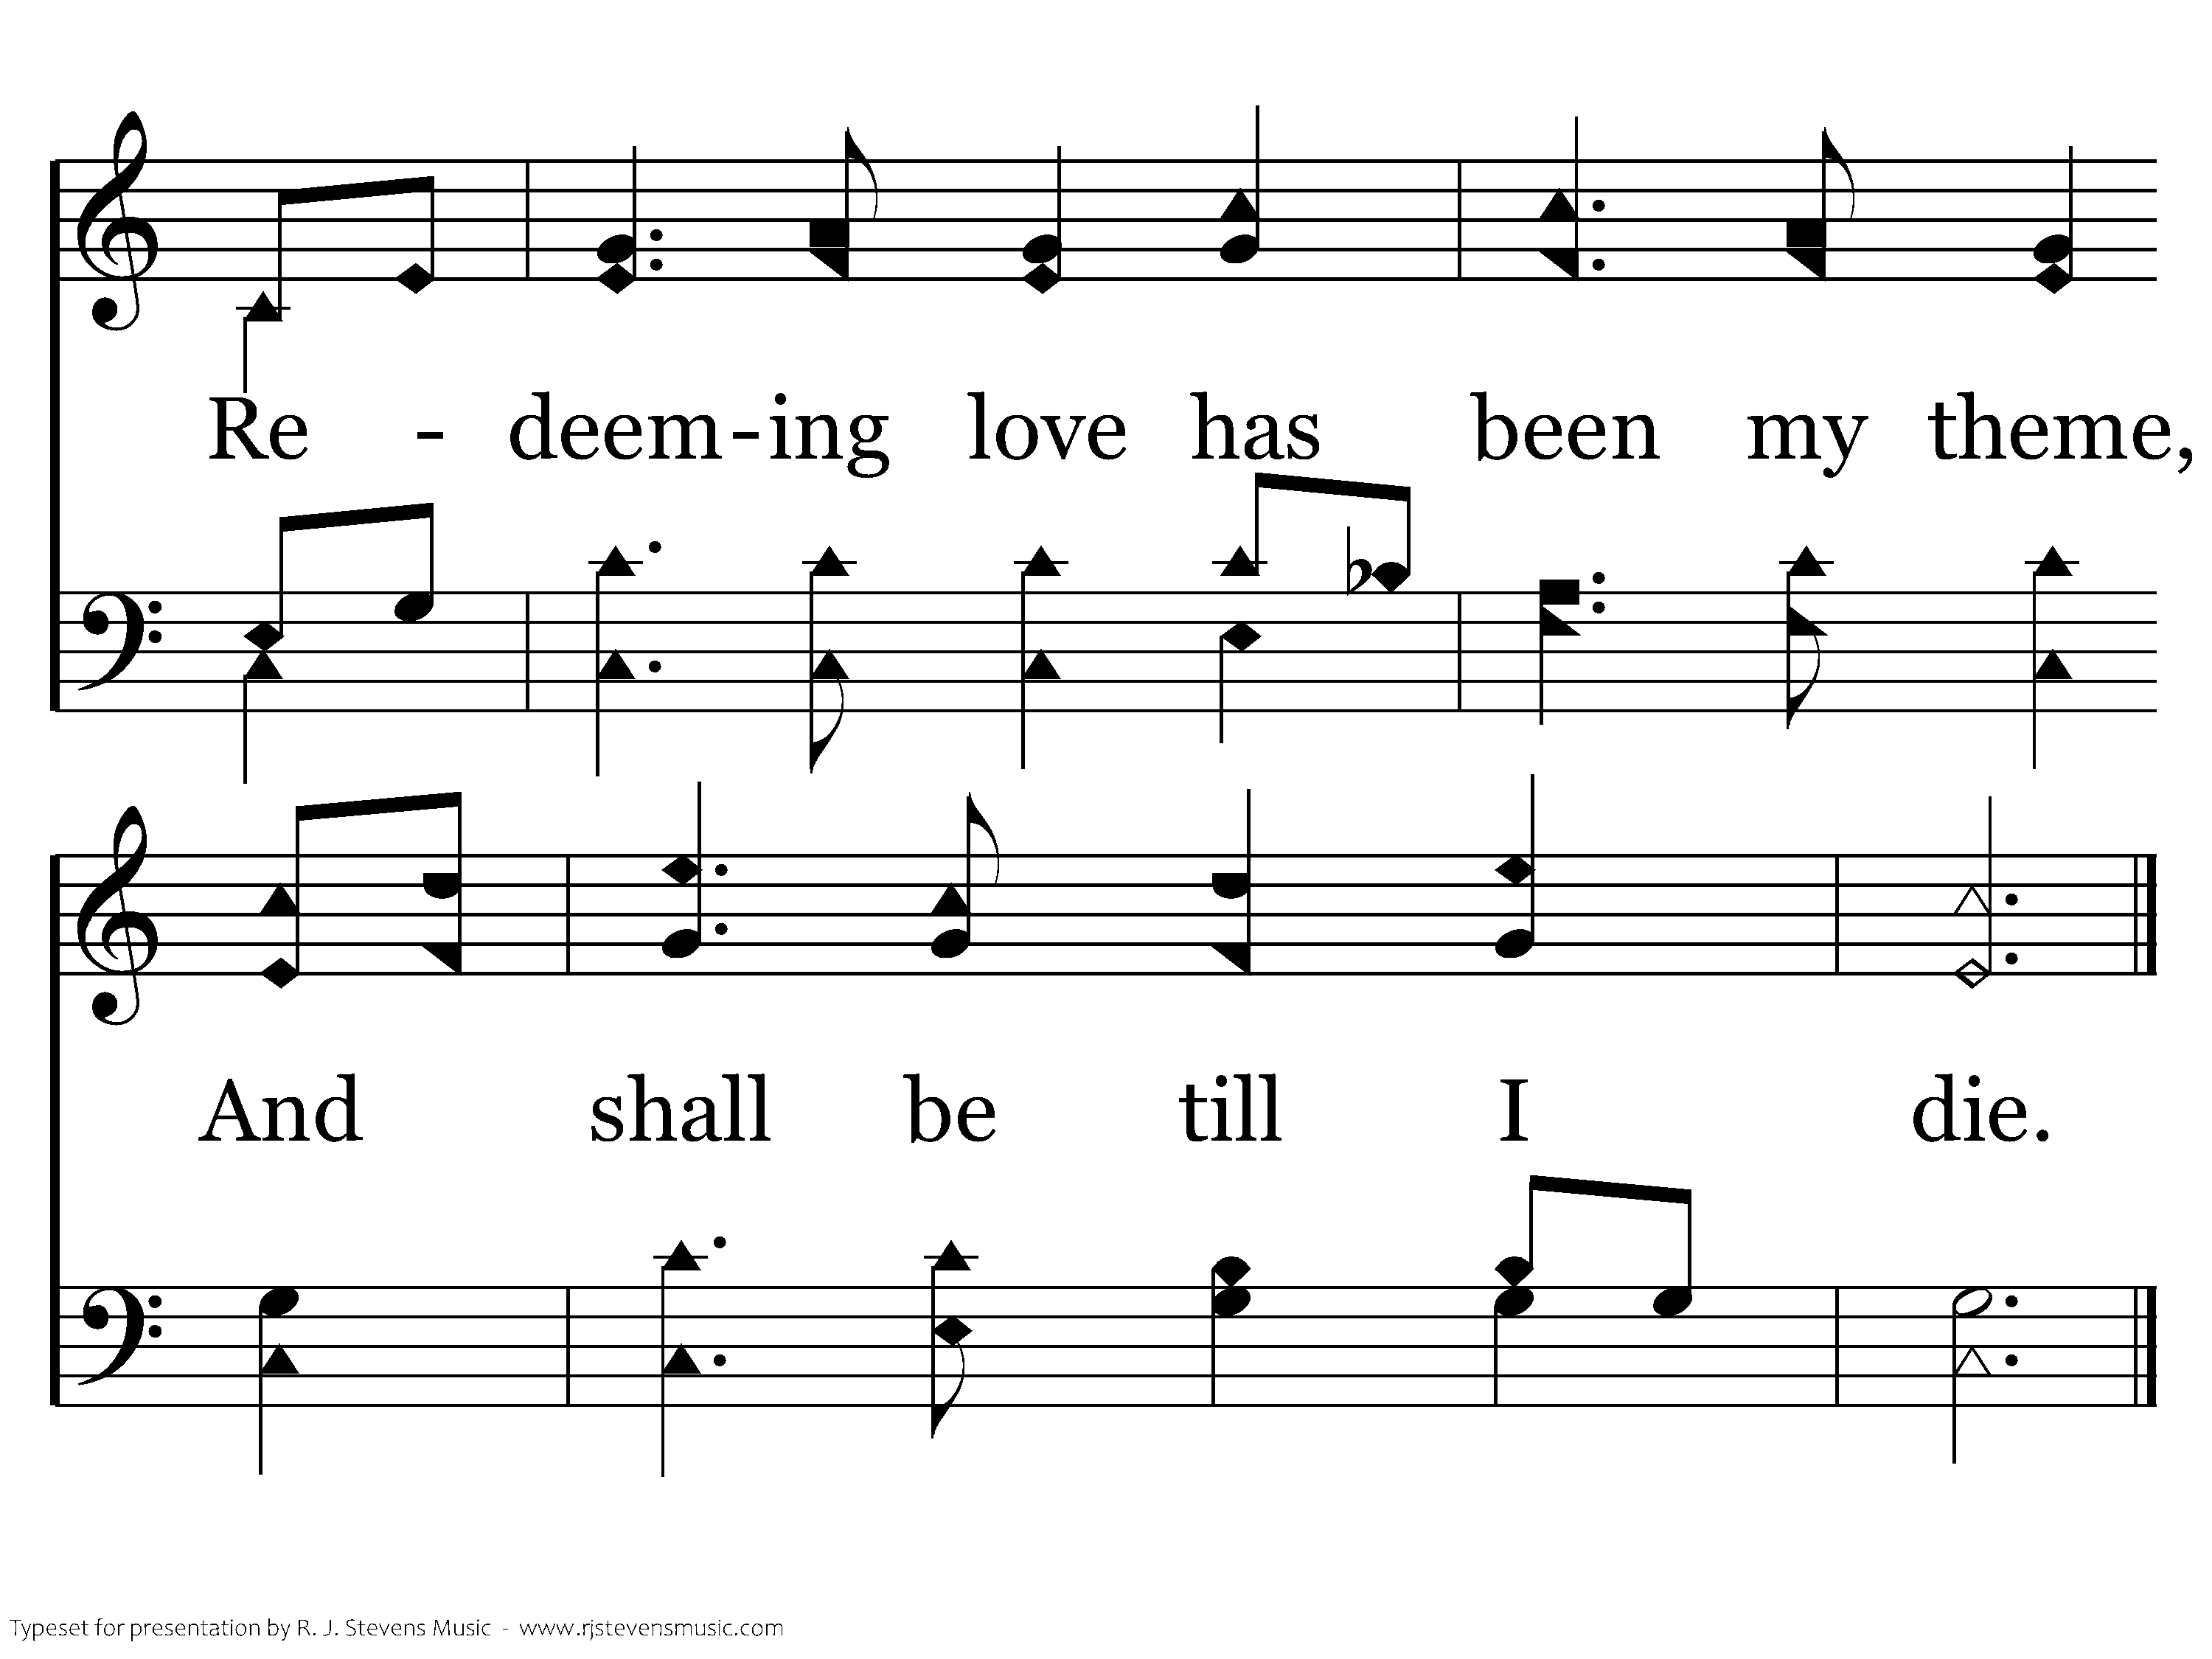 Re - deem-ing love has been my theme,
And shall be till I die.
Typeset for presentation by R. J. Stevens Music - www.rjstevensmusic.com